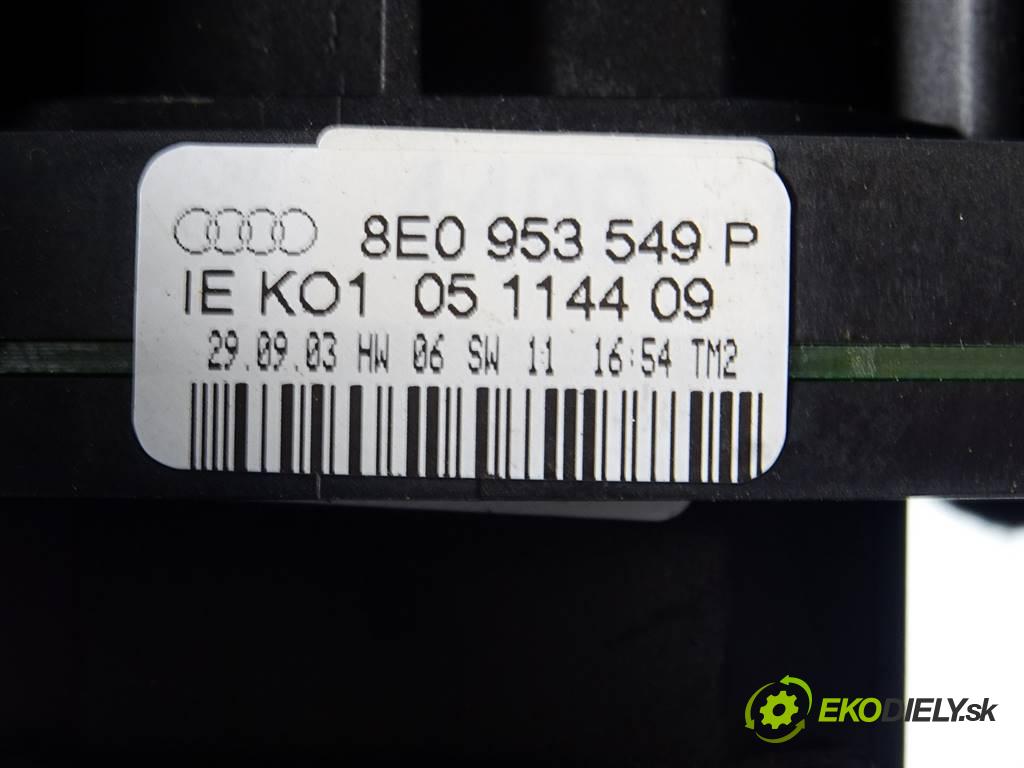 8E0 953 549 P
IE KO1 05 1144 09
29.09.03 HW 06 SW 11 16:54 TM2
EKODIELY.sk